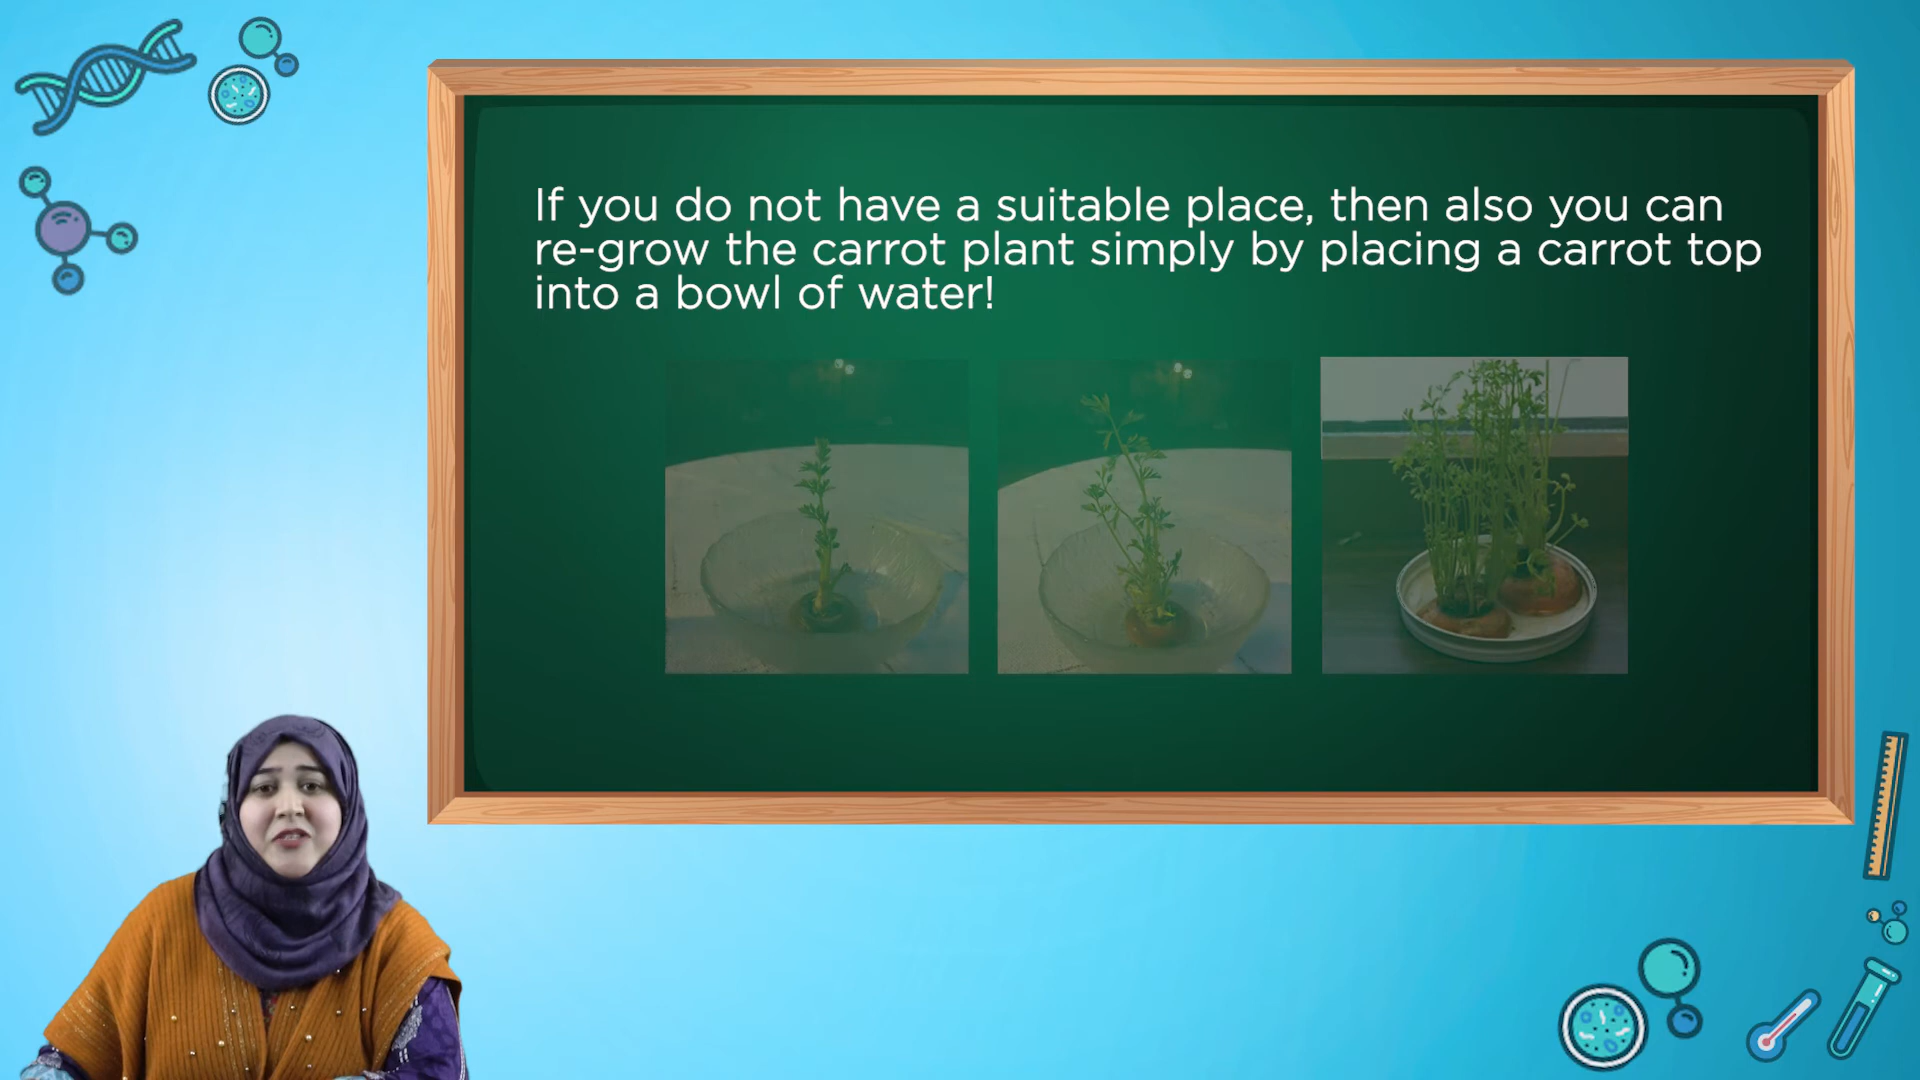 If you do not have a suitable place, then also you can
re-grow the carrot plant simply by placing a carrot top
into a bowl of water!